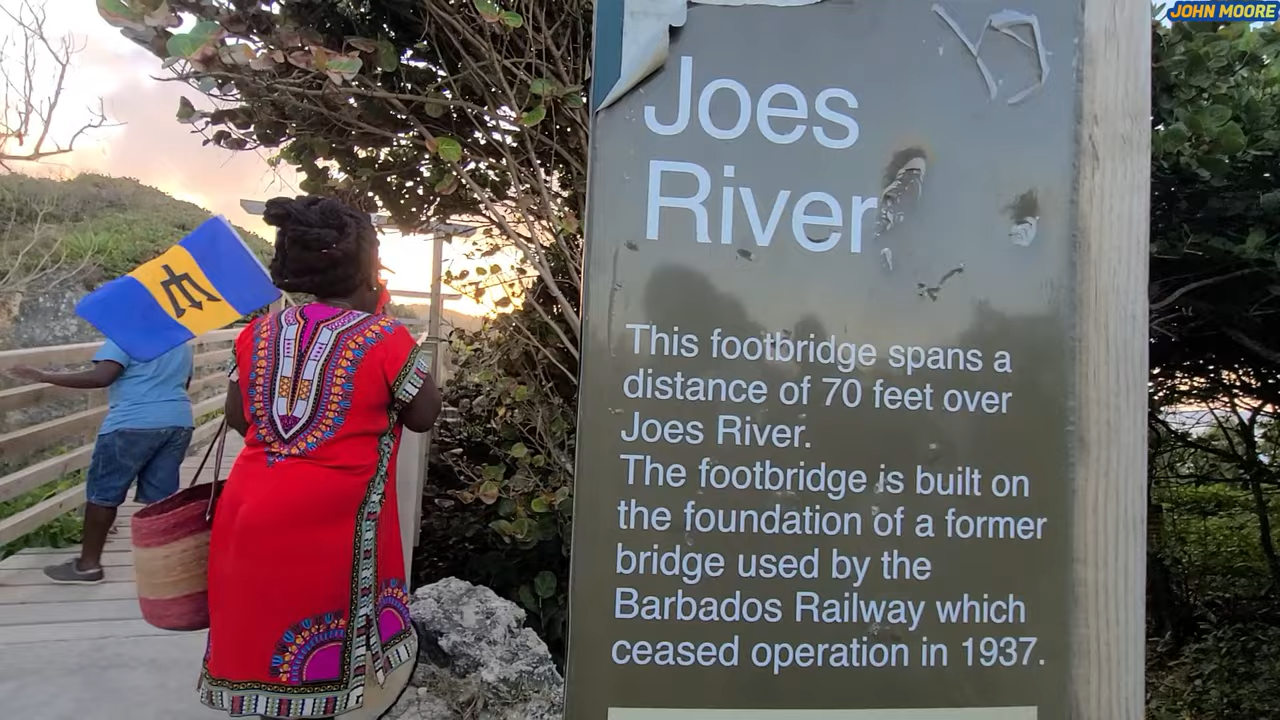 JOHN MOORE
Joes
River
This footbridge spans a
distance of 70 feet over
Joes River.
The footbridge is built on
the foundation of a former
bridge used by the
Barbados Railway which
ceased operation in 1937.